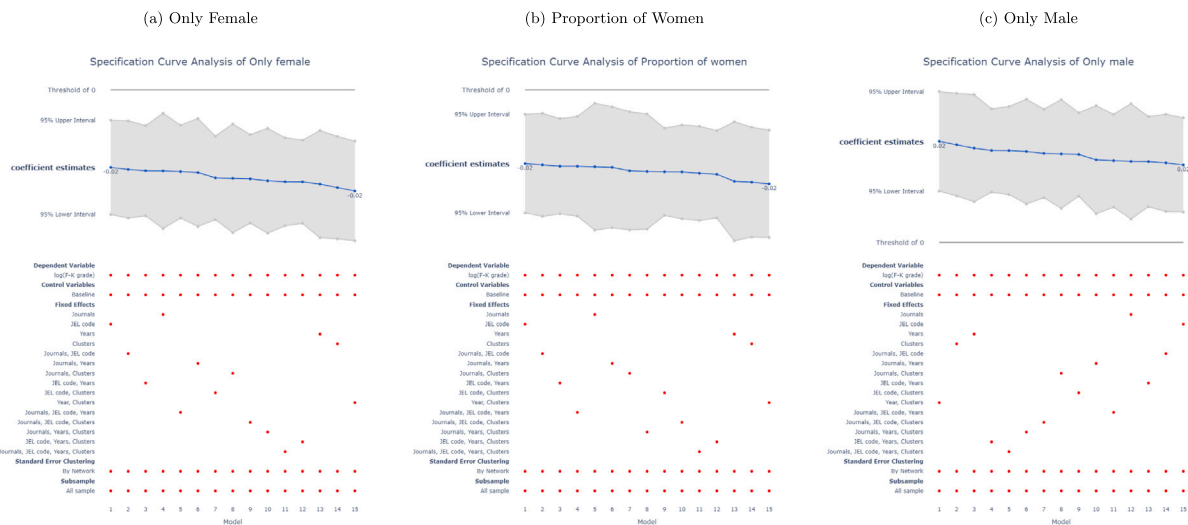 (a) Only Female
Specification Curve Analysis of Only female
Threshold of 0
95% Upper Interval
coefficient estimates
-0.02
-0.02
95% Lower Interval
Dependent Variable
log(F-K grade)
Control Variables
Baseline
Fixed Effects
Journals
JEL code
Years
Clusters
Journals, JEL code
Journals, Years
Journals, Clusters
JEL code, Years
JEL code, Clusters
Year, Clusters
Journals, JEL code, Years
Journals, JEL code, Clusters
Journals, Years, Clusters
JEL code, Years, Clusters
Journals, JEL code, Years, Clusters
Standard Error Clustering
By Network
Subsample
All sample
1 2 3 4 5 6 7 8 9 10 11 12 13 14 15
Model
(b) Proportion of Women
Specification Curve Analysis of Proportion of women
Threshold of 0
95% Upper Interval
coefficient estimates
-0.02
-0.02
95% Lower Interval
Dependent Variable
log(F-K grade)
Control Variables
Baseline
Fixed Effects
Journals
JEL code
Years
Clusters
Journals, JEL code
Journals, Years
Journals, Clusters
JEL code, Years
JEL code, Clusters
Year, Clusters
Journals, JEL code, Years
Journals, JEL code, Clusters
Journals, Years, Clusters
JEL code, Years, Clusters
Journals, JEL code, Years, Clusters
Standard Error Clustering
By Network
Subsample
All sample
1 2 3 4 5 6 7 8 9 10 11 12 13 14 15
Model
(c) Only Male
Specification Curve Analysis of Only male
95% Upper Interval
coefficient estimates
0.02
0.02
95% Lower Interval
Threshold of 0
Dependent Variable
log(F-K grade)
Control Variables
Baseline
Fixed Effects
Journals
JEL code
Years
Clusters
Journals, JEL code
Journals, Years
Journals, Clusters
JEL code, Years
JEL code, Clusters
Year, Clusters
Journals, JEL code, Years
Journals, JEL code, Clusters
Journals, Years, Clusters
JEL code, Years, Clusters
Journals, JEL code, Years, Clusters
Standard Error Clustering
By Network
Subsample
All sample
1 2 3 4 5 6 7 8 9 10 11 12 13 14 15
Model